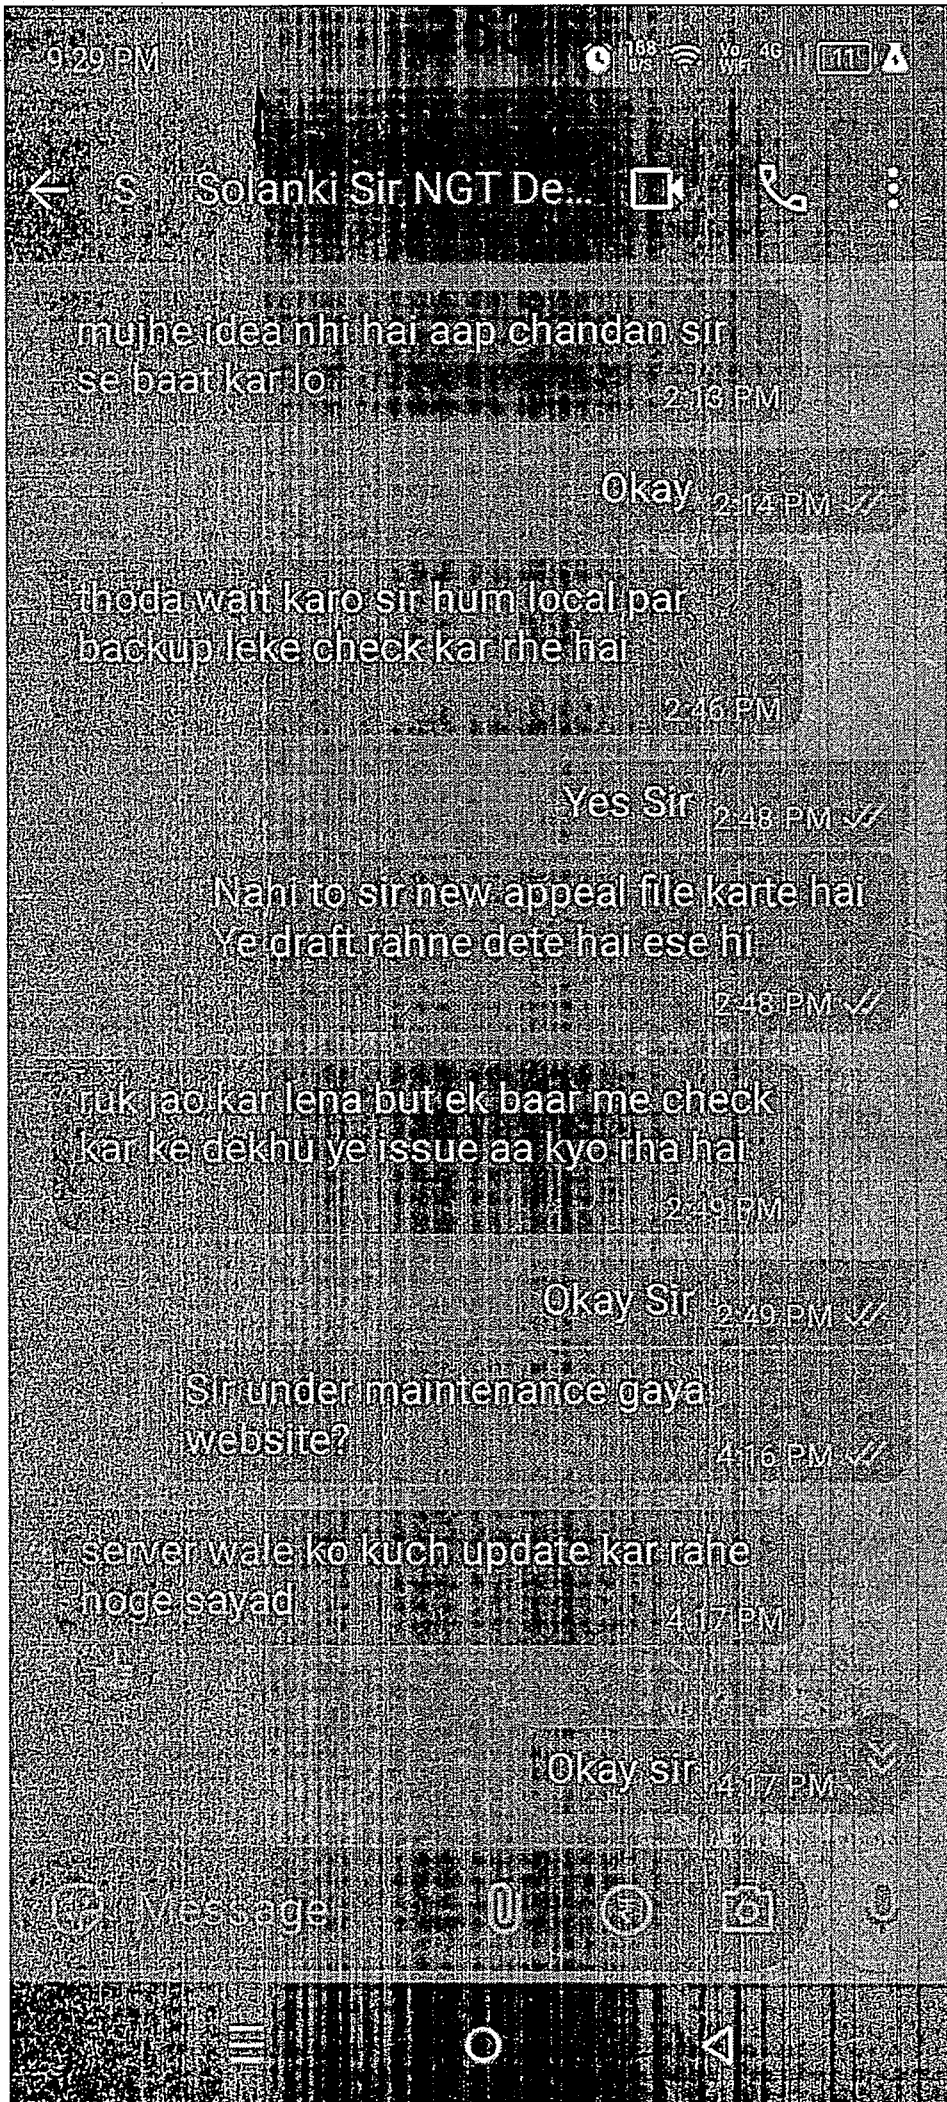 9:29 PM
188
B/S
Vo
WiFi
4G
11
S
Solanki Sir NGT De...
mujhe idea nhi hai aap chandan sir
se baat kar lo
2:13 PM
Okay
2:14 PM
thoda wait karo sir hum local par
backup leke check kar rhe hai
2:46 PM
Yes Sir
2:48 PM
Nahi to sir new appeal file karte hai
Ye draft rahne dete hai ese hi
2:48 PM
ruk jao kar lena but ek baar me check
kar ke dekhu ye issue aa kyo rha hai
2:49 PM
Okay Sir
2:49 PM
Sir under maintenance gaya
website?
4:16 PM
server wale ko kuch update kar rahe
hoge sayad
4:17 PM
Okay sir
4:17 PM
Message